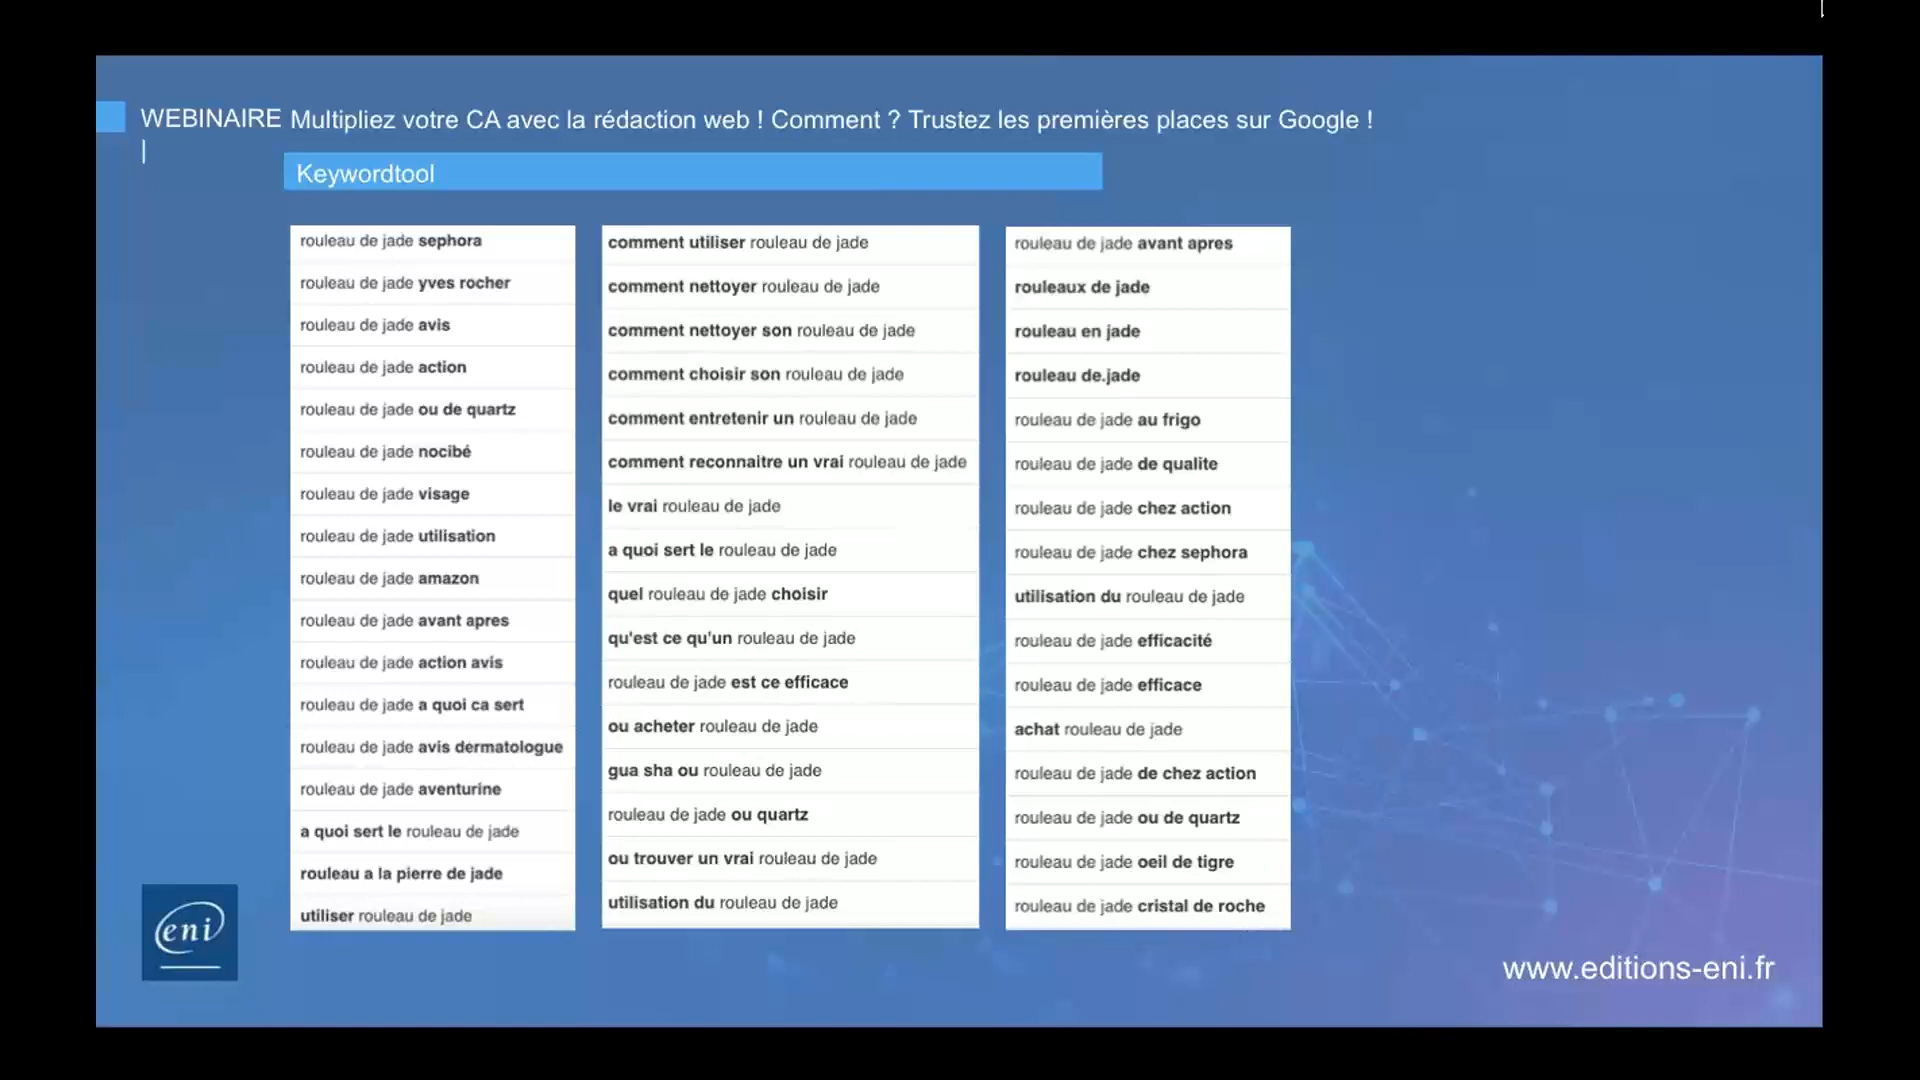 WEBINAIRE Multipliez votre CA avec la rédaction web ! Comment ? Trustez les premières places sur Google !
Keywordtool
rouleau de jade sephora
rouleau de jade yves rocher
rouleau de jade avis
rouleau de jade action
rouleau de jade ou de quartz
rouleau de jade nocibé
rouleau de jade visage
rouleau de jade utilisation
rouleau de jade amazon
rouleau de jade avant apres
rouleau de jade action avis
rouleau de jade a quoi ca sert
rouleau de jade avis dermatologue
rouleau de jade aventurine
a quoi sert le rouleau de jade
rouleau a la pierre de jade
utiliser rouleau de jade
comment utiliser rouleau de jade
comment nettoyer rouleau de jade
comment nettoyer son rouleau de jade
comment choisir son rouleau de jade
comment entretenir un rouleau de jade
comment reconnaitre un vrai rouleau de jade
le vrai rouleau de jade
a quoi sert le rouleau de jade
quel rouleau de jade choisir
qu'est ce qu'un rouleau de jade
rouleau de jade est ce efficace
ou acheter rouleau de jade
gua sha ou rouleau de jade
rouleau de jade ou quartz
ou trouver un vrai rouleau de jade
utilisation du rouleau de jade
rouleau de jade avant apres
rouleaux de jade
rouleau en jade
rouleau de.jade
rouleau de jade au frigo
rouleau de jade de qualite
rouleau de jade chez action
rouleau de jade chez sephora
utilisation du rouleau de jade
rouleau de jade efficacité
rouleau de jade efficace
achat rouleau de jade
rouleau de jade de chez action
rouleau de jade ou de quartz
rouleau de jade oeil de tigre
rouleau de jade cristal de roche
eni
www.editions-eni.fr